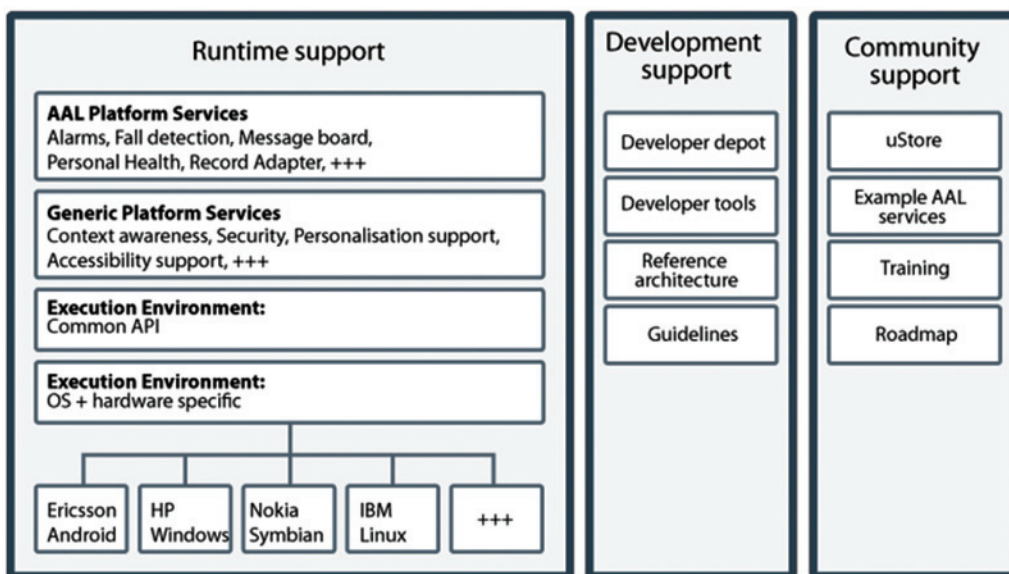 Runtime support
AAL Platform Services
Alarms, Fall detection, Message board,
Personal Health, Record Adapter, +++
Generic Platform Services
Context awareness, Security, Personalisation support,
Accessibility support, +++
Execution Environment:
Common API
Execution Environment:
OS + hardware specific
Ericsson
Android
HP
Windows
Nokia
Symbian
IBM
Linux
+++
Development
support
Developer depot
Developer tools
Reference
architecture
Guidelines
Community
support
uStore
Example AAL
services
Training
Roadmap